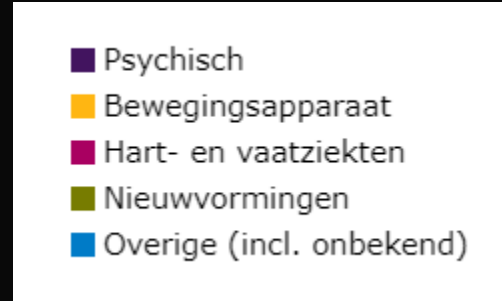 Psychisch
Bewegingsapparaat
Hart- en vaatziekten
Nieuwvormingen
Overige (incl. onbekend)